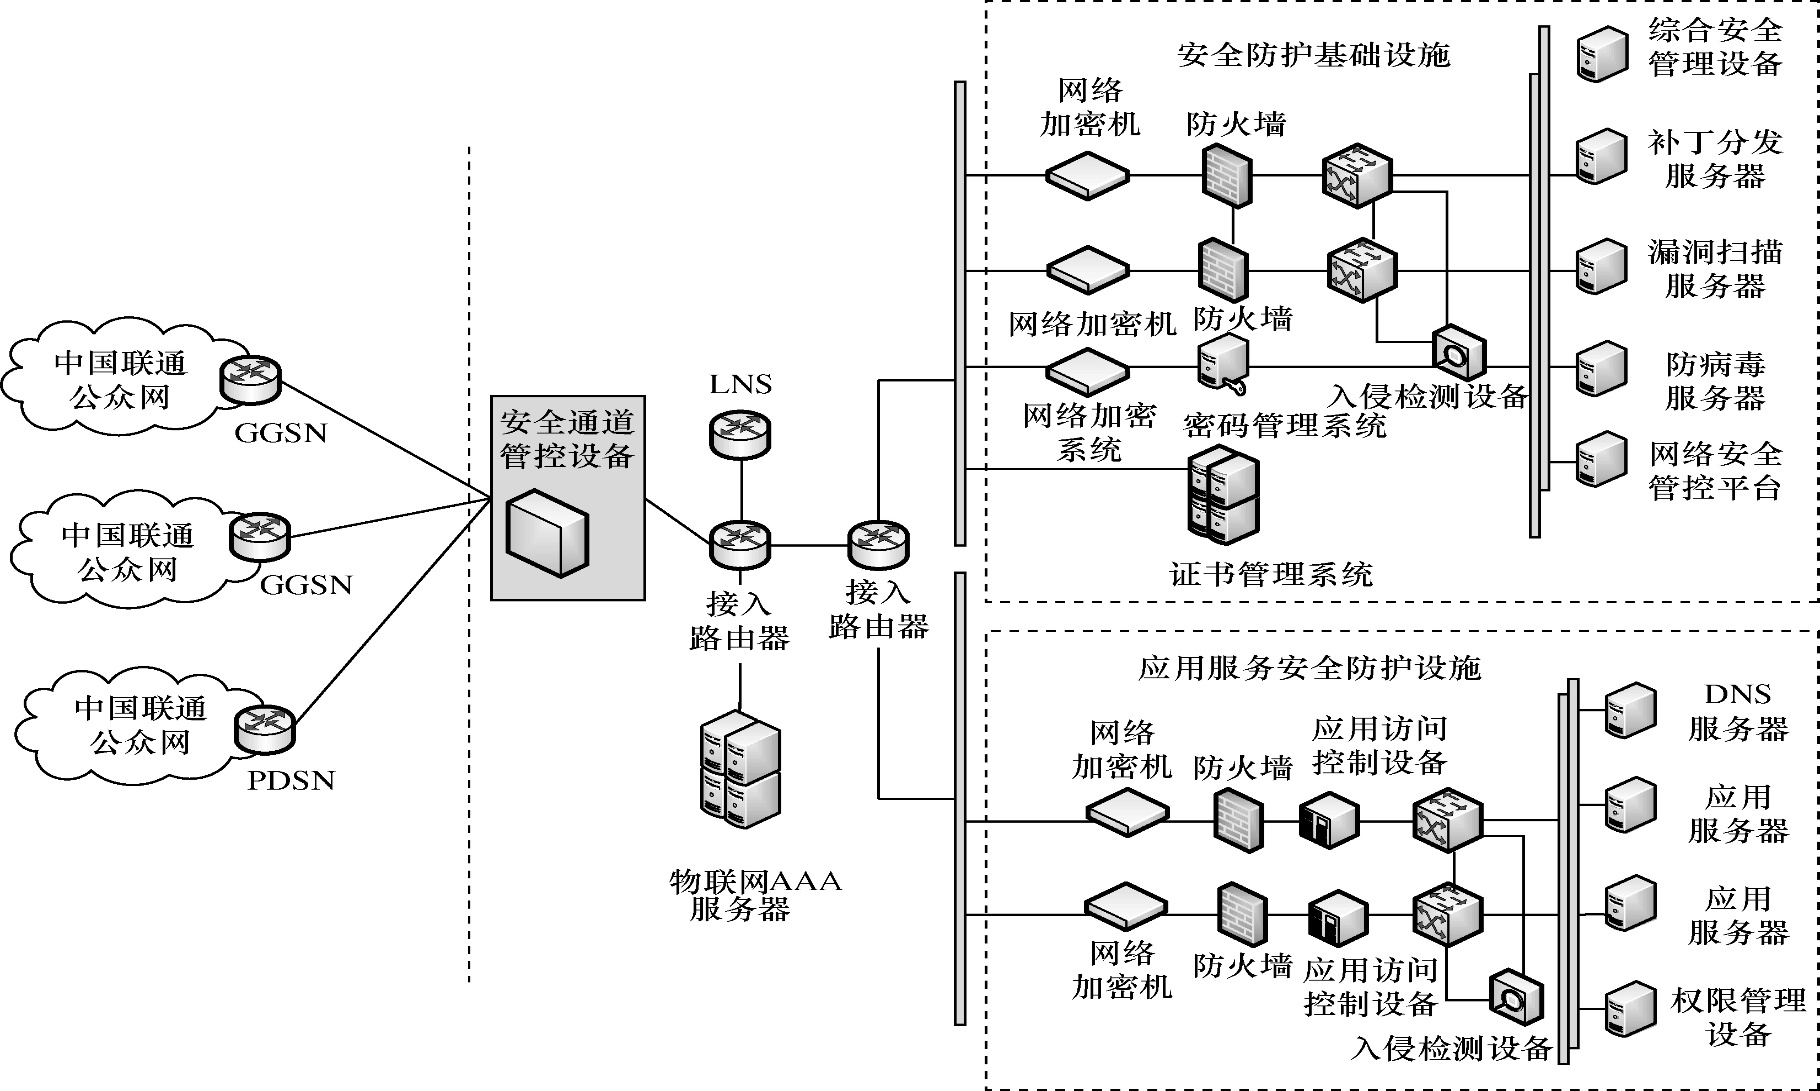 中国联通
公众网
GGSN
中国联通
公众网
GGSN
中国联通
公众网
PDSN
安全通道
管控设备
LNS
接入
路由器
接入
路由器
物联网AAA
服务器
安全防护基础设施
网络
加密机
防火墙
网络加密机
防火墙
网络加密
系统
密码管理系统
入侵检测设备
证书管理系统
综合安全
管理设备
补丁分发
服务器
漏洞扫描
服务器
防病毒
服务器
网络安全
管控平台
应用服务安全防护设施
网络
加密机
防火墙
应用访问
控制设备
网络
加密机
防火墙
应用访问
控制设备
入侵检测设备
DNS
服务器
应用
服务器
应用
服务器
权限管理
设备